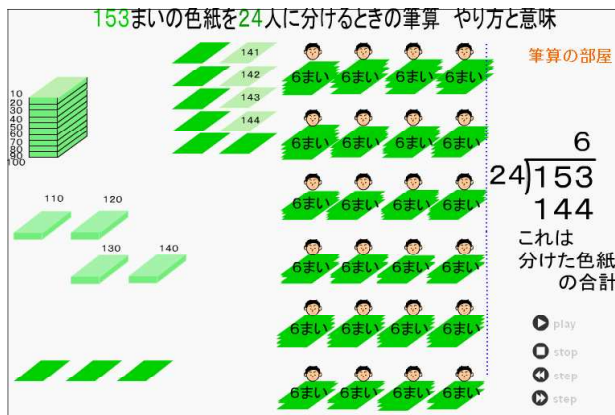 153まいの色紙を24人に分けるときの筆算 やり方と意味
筆算の部屋
10
20
30
40
50
60
70
80
90
100
141
142
143
144
110 120
130 140
6まい 6まい 6まい 6まい
6まい 6まい 6まい 6まい
6まい 6まい 6まい 6まい
6まい 6まい 6まい 6まい
6まい 6まい 6まい 6まい
6まい 6まい 6まい 6まい
6
24)153
144
これは
分けた色紙
の合計
play
stop
step
step